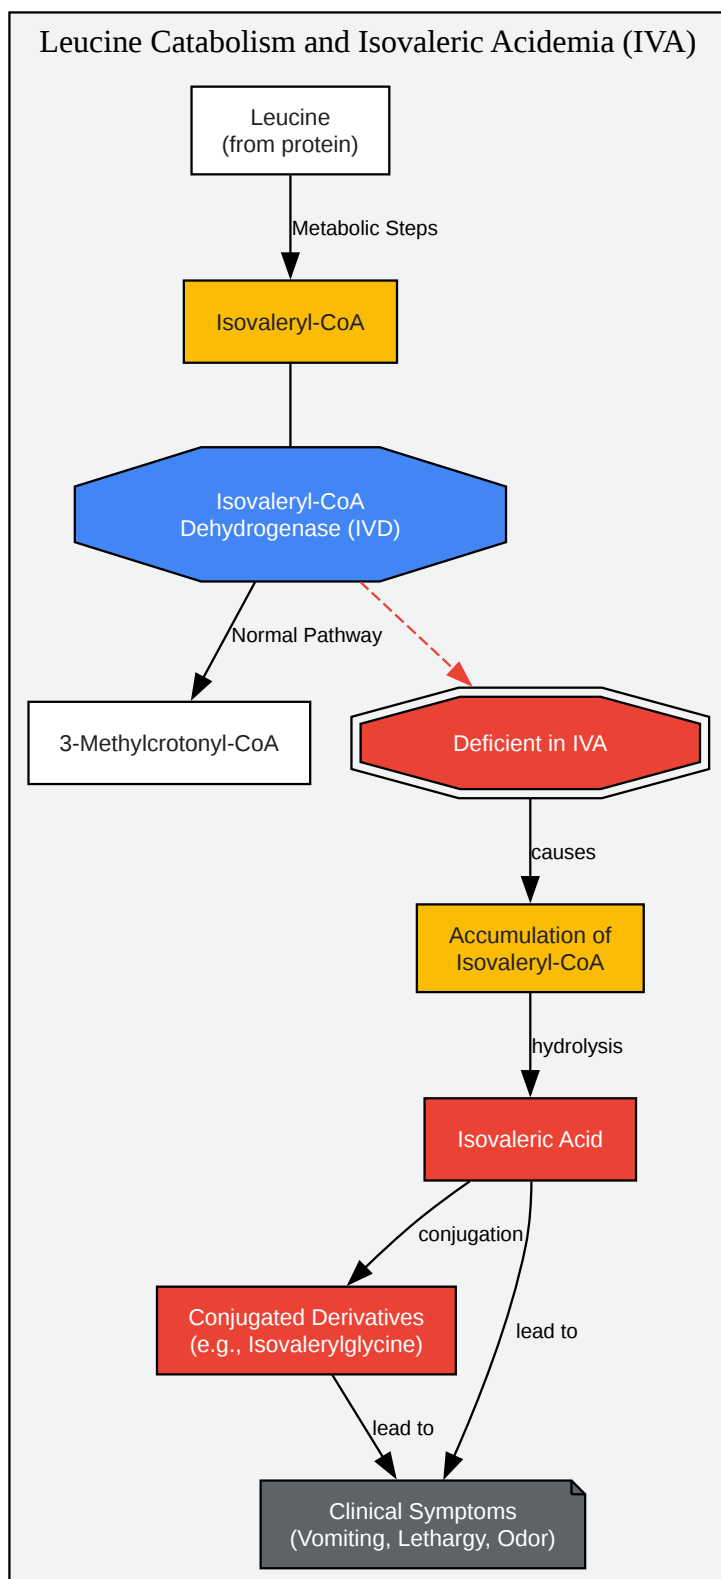 Leucine Catabolism and Isovaleric Acidemia (IVA)
Leucine
(from protein)
Metabolic Steps
Isovaleryl-CoA
Isovaleryl-CoA
Dehydrogenase (IVD)
Normal Pathway
3-Methylcrotonyl-CoA
Deficient in IVA
causes
Accumulation of
Isovaleryl-CoA
hydrolysis
Isovaleric Acid
conjugation
Conjugated Derivatives
(e.g., Isovalerylglycine)
lead to
lead to
Clinical Symptoms
(Vomiting, Lethargy, Odor)